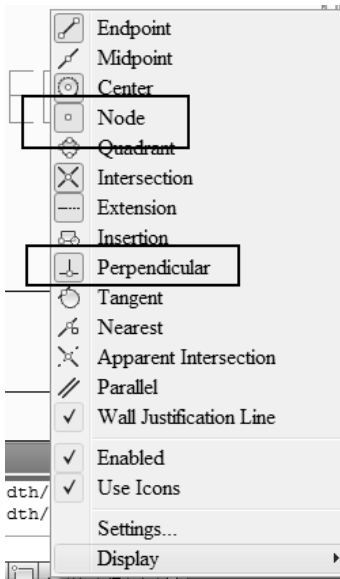 Endpoint
Midpoint
Center
Node
Quadrant
Intersection
Extension
Insertion
Perpendicular
Tangent
Nearest
Apparent Intersection
Parallel
Wall Justification Line
Enabled
Use Icons
dth/
dth/
Settings...
Display